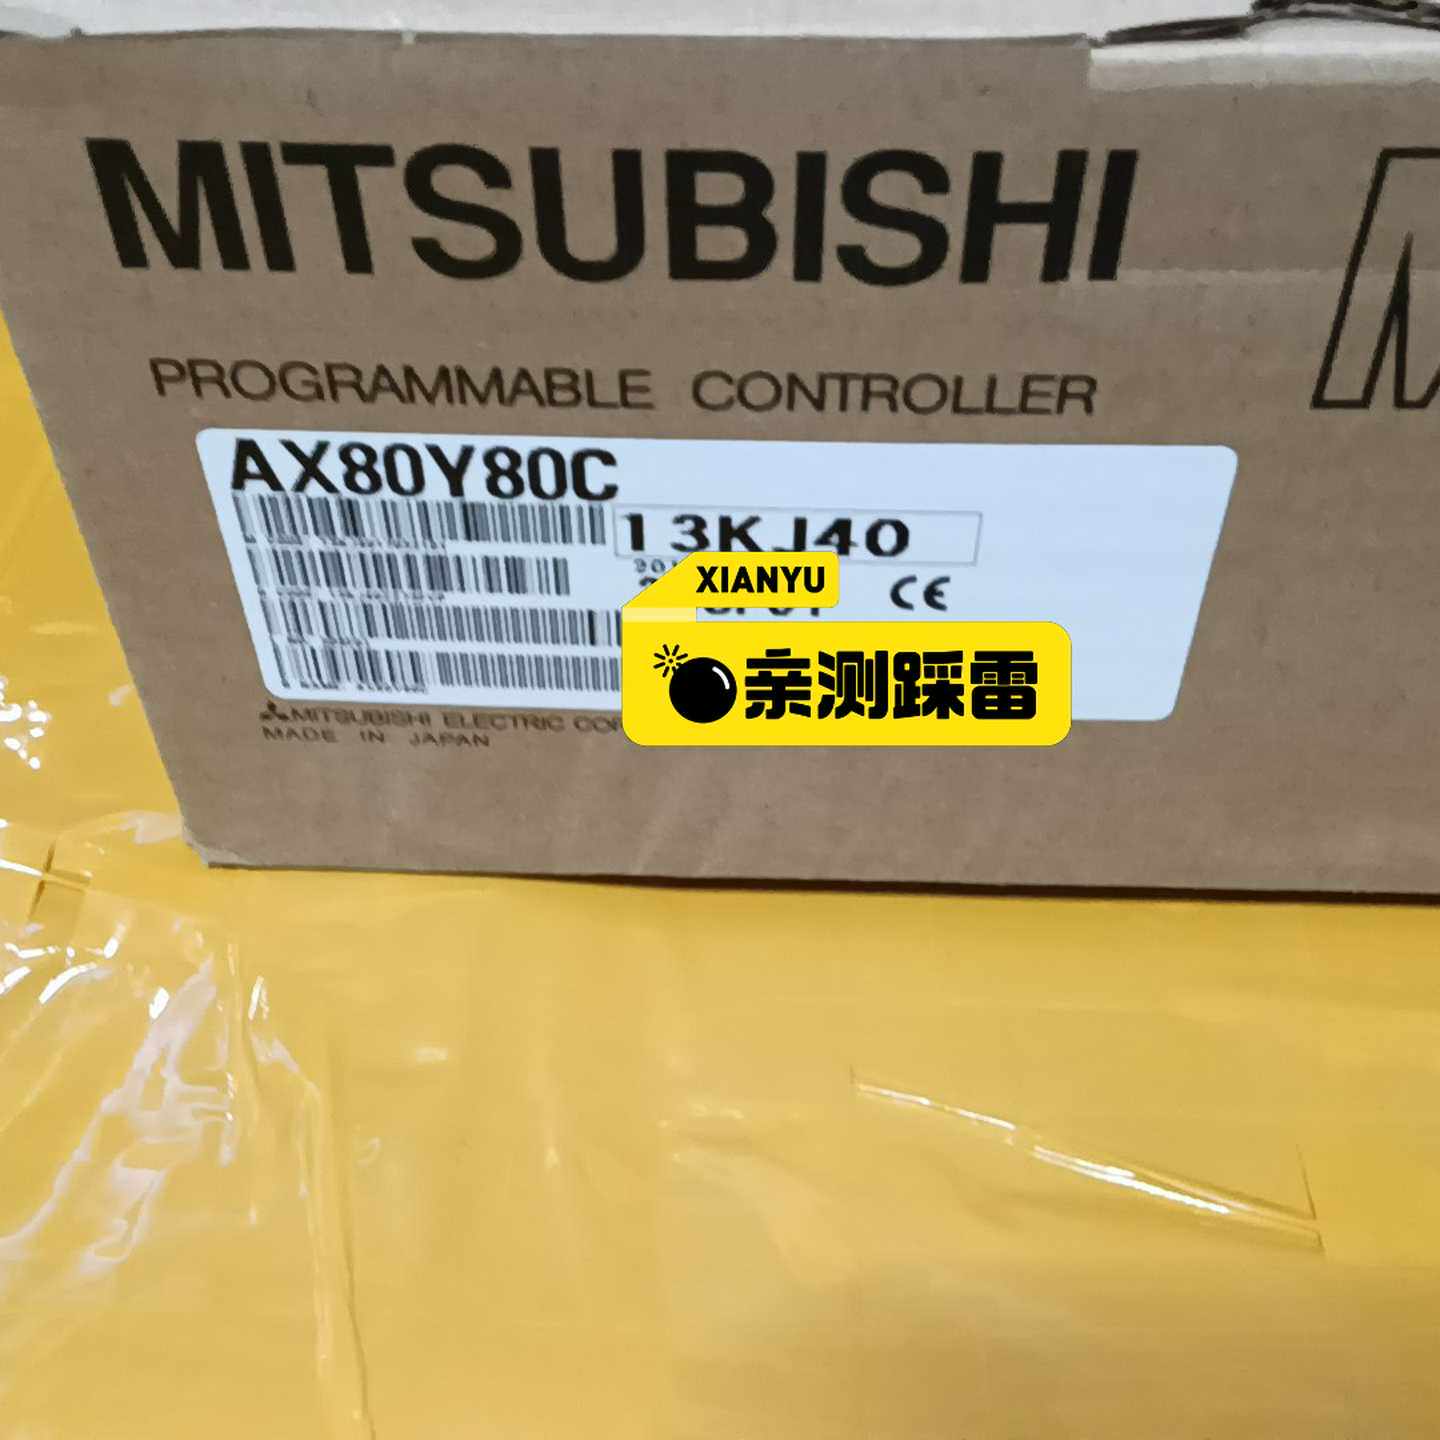 MITSUBISHI
PROGRAMMABLE CONTROLLER
AX80Y80C
13KJ40
CE
XIANYU
亲测踩雷
MITSUBISHI ELECTRIC
MADE IN JAPAN